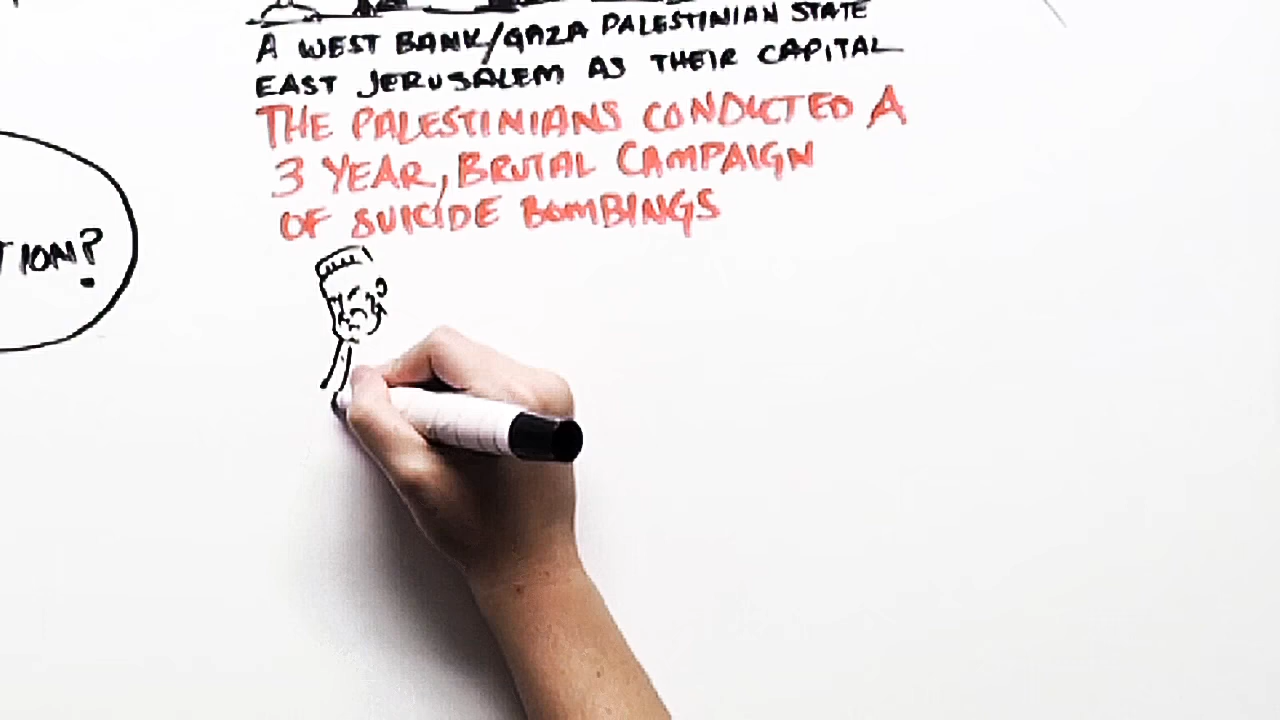 A WEST BANK/GAZA PALESTINIAN STATE
EAST JERUSALEM AS THEIR CAPITAL
THE PALESTINIANS CONDUCTED A
3 YEAR, BRUTAL CAMPAIGN
OF SUICIDE BOMBINGS
TION?